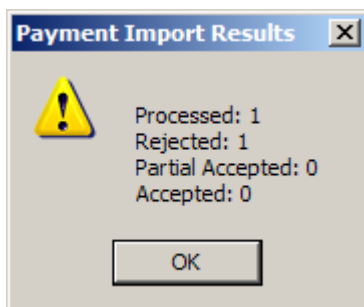 Payment Import Results
Processed: 1
Rejected: 1
Partial Accepted: 0
Accepted: 0
OK